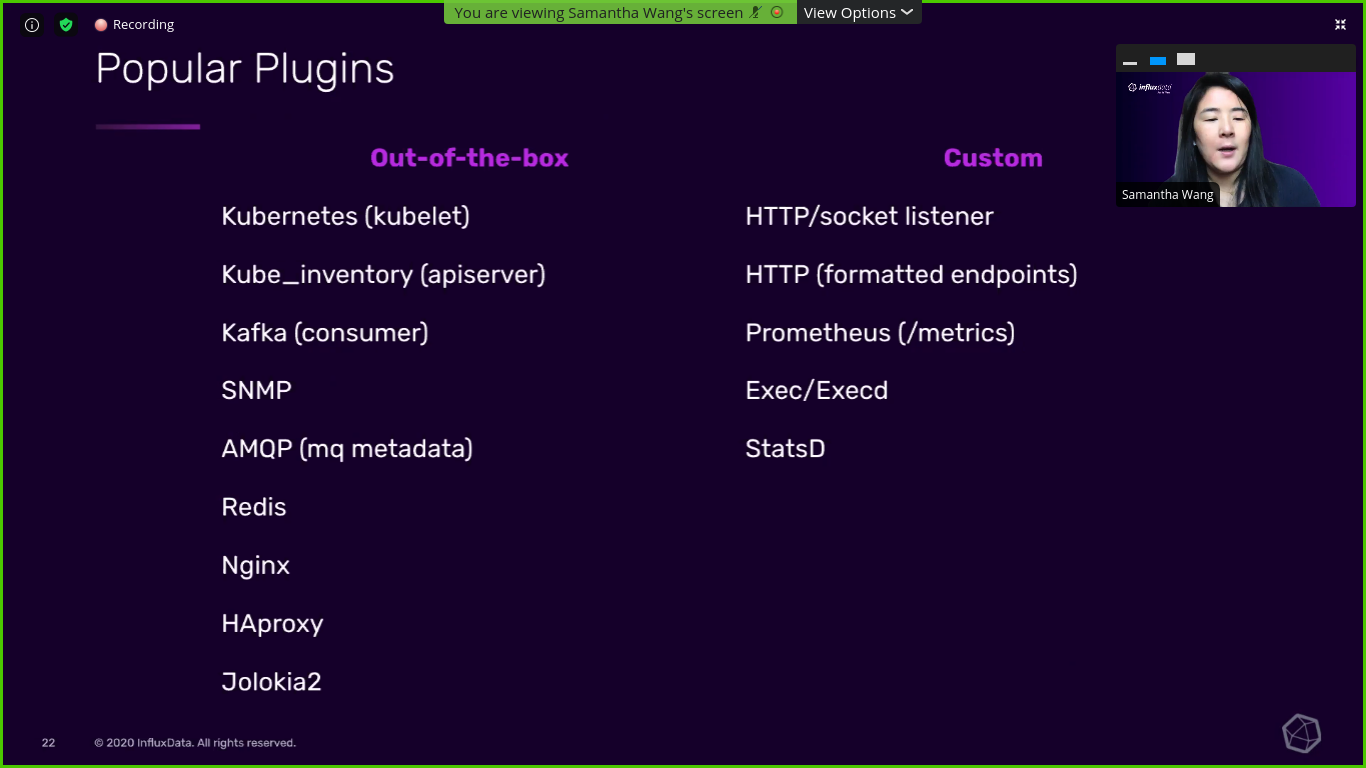 You are viewing Samantha Wang's screen
View Options
Recording
Popular Plugins
influxdata
Samantha Wang
Out-of-the-box
Kubernetes (kubelet)
Kube_inventory (apiserver)
Kafka (consumer)
SNMP
AMQP (mq metadata)
Redis
Nginx
HAproxy
Jolokia2
Custom
HTTP/socket listener
HTTP (formatted endpoints)
Prometheus (/metrics)
Exec/Execd
StatsD
22
© 2020 InfluxData. All rights reserved.